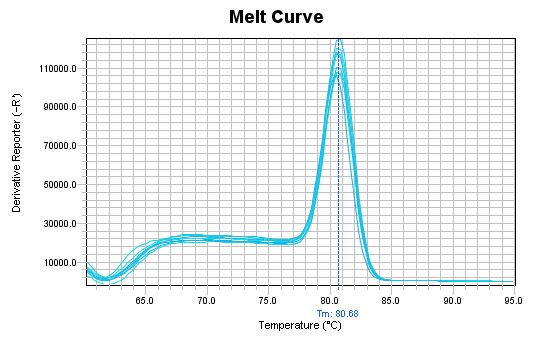 Melt Curve
Derivative Reporter (-R')
110000.0
90000.0
70000.0
50000.0
30000.0
10000.0
65.0 70.0 75.0 80.0 85.0 90.0 95.0
Tm: 80.68
Temperature (°C)